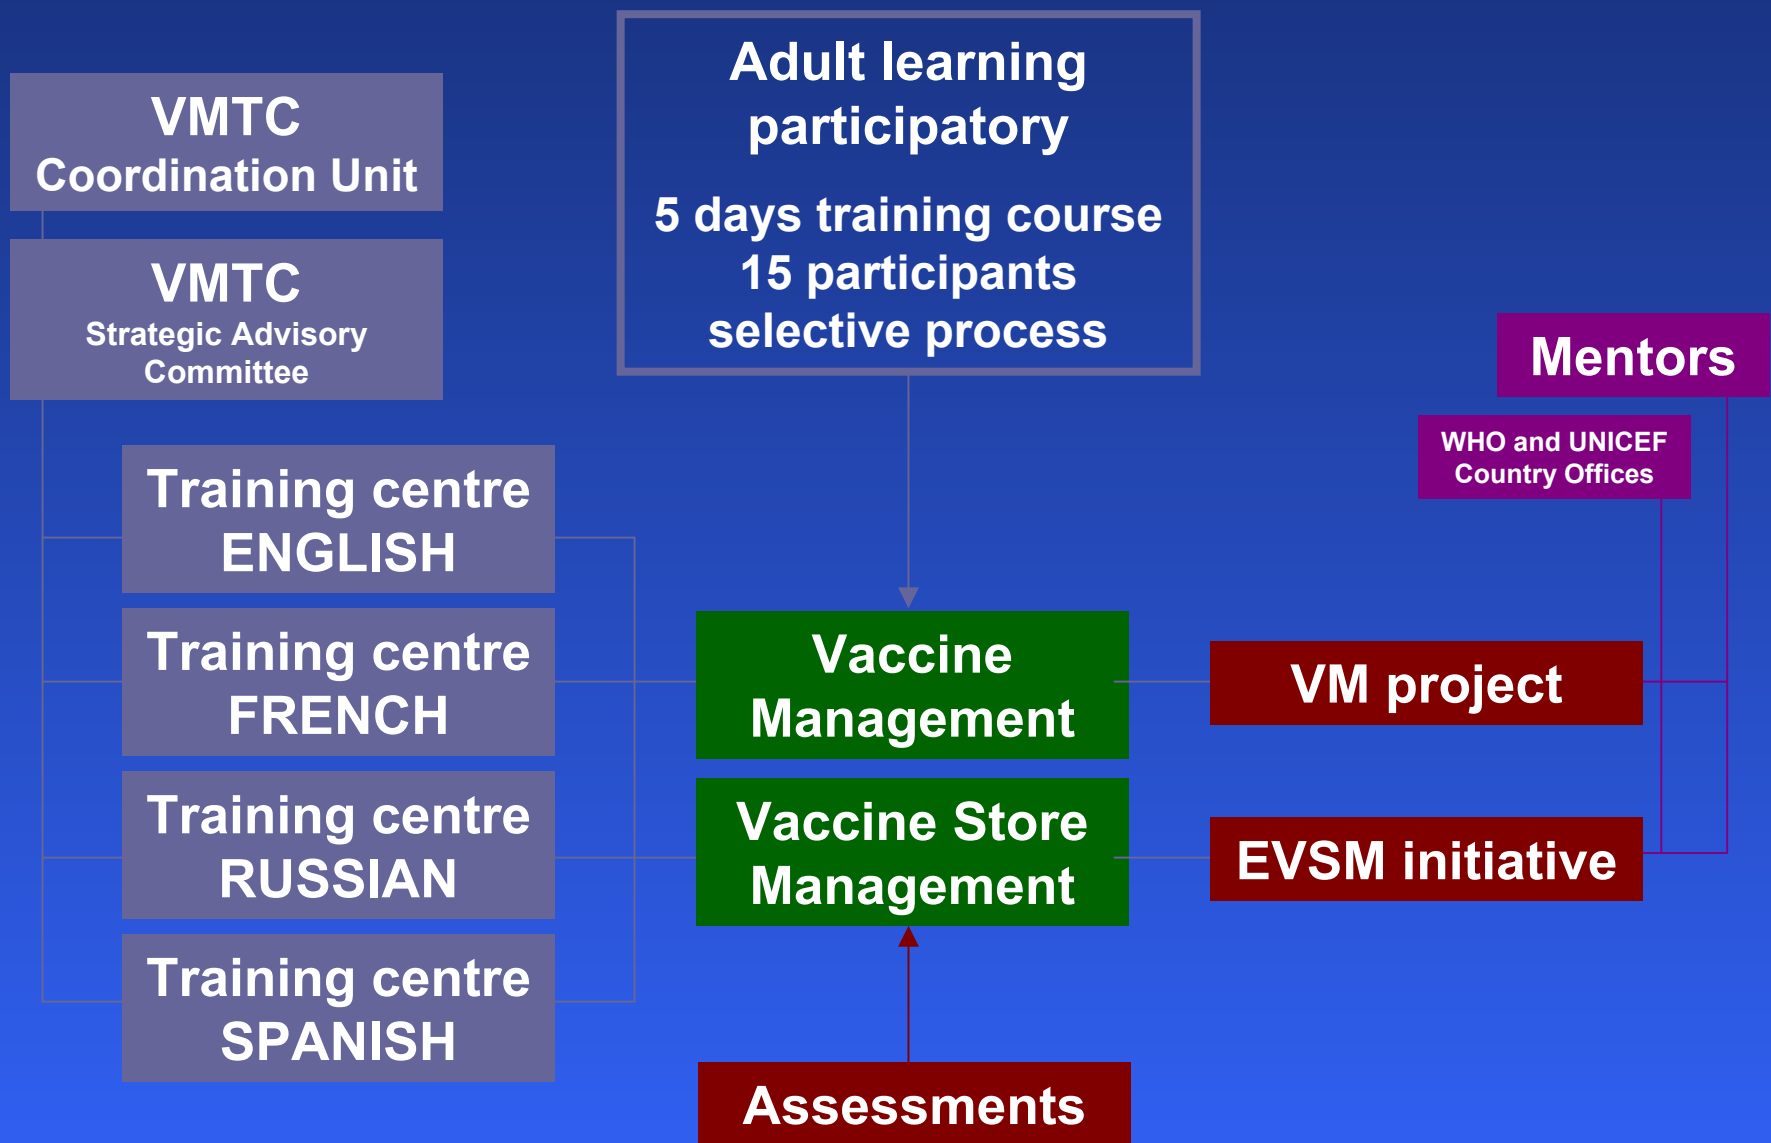 VMTC
Coordination Unit
VMTC
Strategic Advisory
Committee
Training centre
ENGLISH
Training centre
FRENCH
Training centre
RUSSIAN
Training centre
SPANISH
Adult learning
participatory
5 days training course
15 participants
selective process
Vaccine
Management
Vaccine Store
Management
Assessments
Mentors
WHO and UNICEF
Country Offices
VM project
EVSM initiative